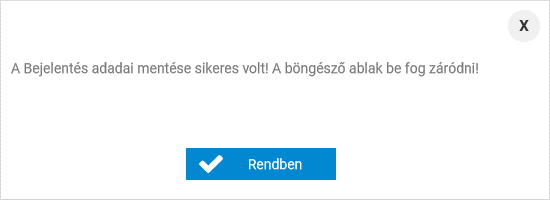 X
A Bejelentés adadai mentése sikeres volt! A böngésző ablak be fog záródni!
Rendben